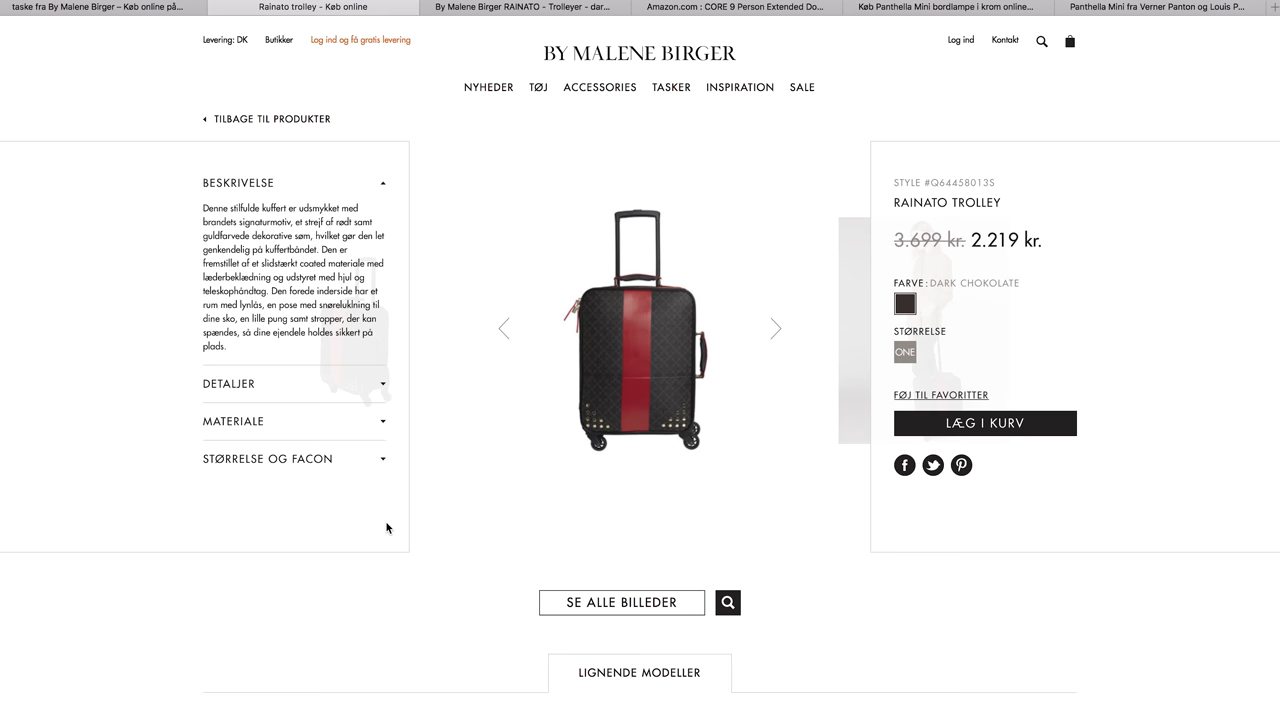 taske fra By Malene Birger – Køb online på...
Rainato trolley - Køb online
By Malene Birger RAINATO - Trolleyer - dar...
Amazon.com : CORE 9 Person Extended Do...
Køb Panthella Mini bordlampe i krom online...
Panthella Mini fra Verner Panton og Louis P...
Levering: DK
Butikker
Log ind og få gratis levering
BY MALENE BIRGER
Log ind
Kontakt
NYHEDER
TØJ
ACCESSORIES
TASKER
INSPIRATION
SALE
TILBAGE TIL PRODUKTER
BESKRIVELSE
Denne stilfulde kuffert er udsmykket med
brandets signaturmotiv, et strejf af rødt samt
guldfarvede dekorative søm, hvilket gør den let
genkendelig på kuffertbåndet. Den er
fremstillet af et slidstærkt coated materiale med
læderbeklædning og udstyret med hjul og
teleskophåndtag. Den forede inderside har et
rum med lynlås, en pose med snørelukning til
dine sko, en lille pung samt stropper, der kan
spændes, så dine ejendele holdes sikkert på
plads.
DETALJER
MATERIALE
STØRRELSE OG FACON
STYLE #Q64458013S
RAINATO TROLLEY
3.699 kr. 2.219 kr.
FARVE: DARK CHOKOLATE
STØRRELSE
ONE
FØJ TIL FAVORITTER
LÆG I KURV
SE ALLE BILLEDER
LIGNENDE MODELLER